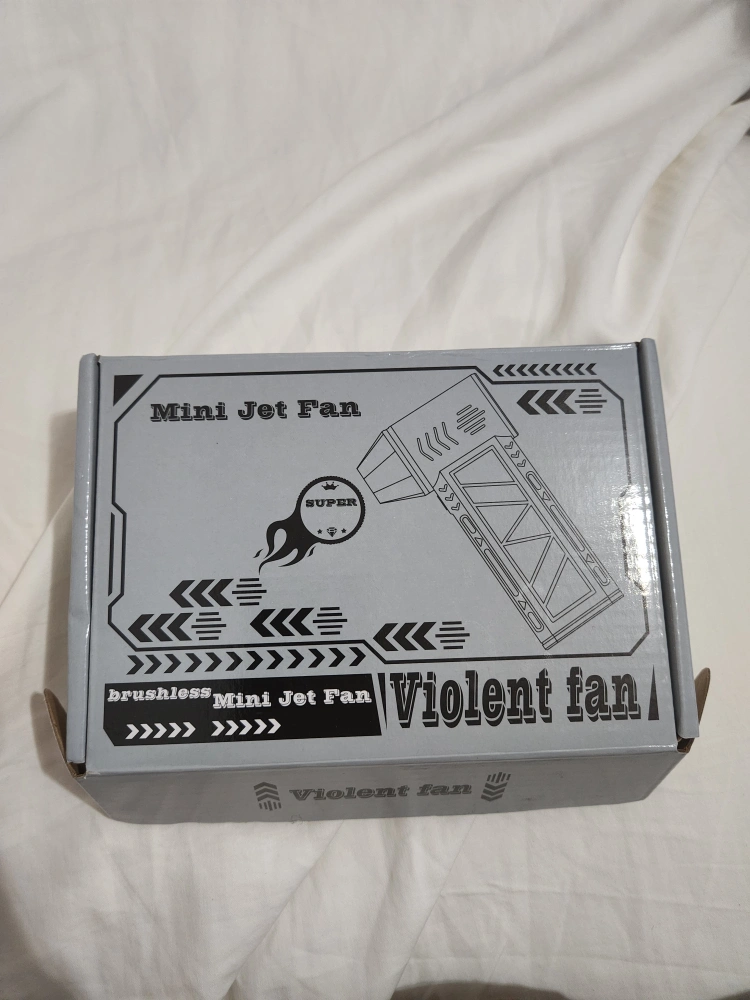 Mini Jet Fan
SUPER
brushless Mini Jet Fan
Violent fan
Violent fan